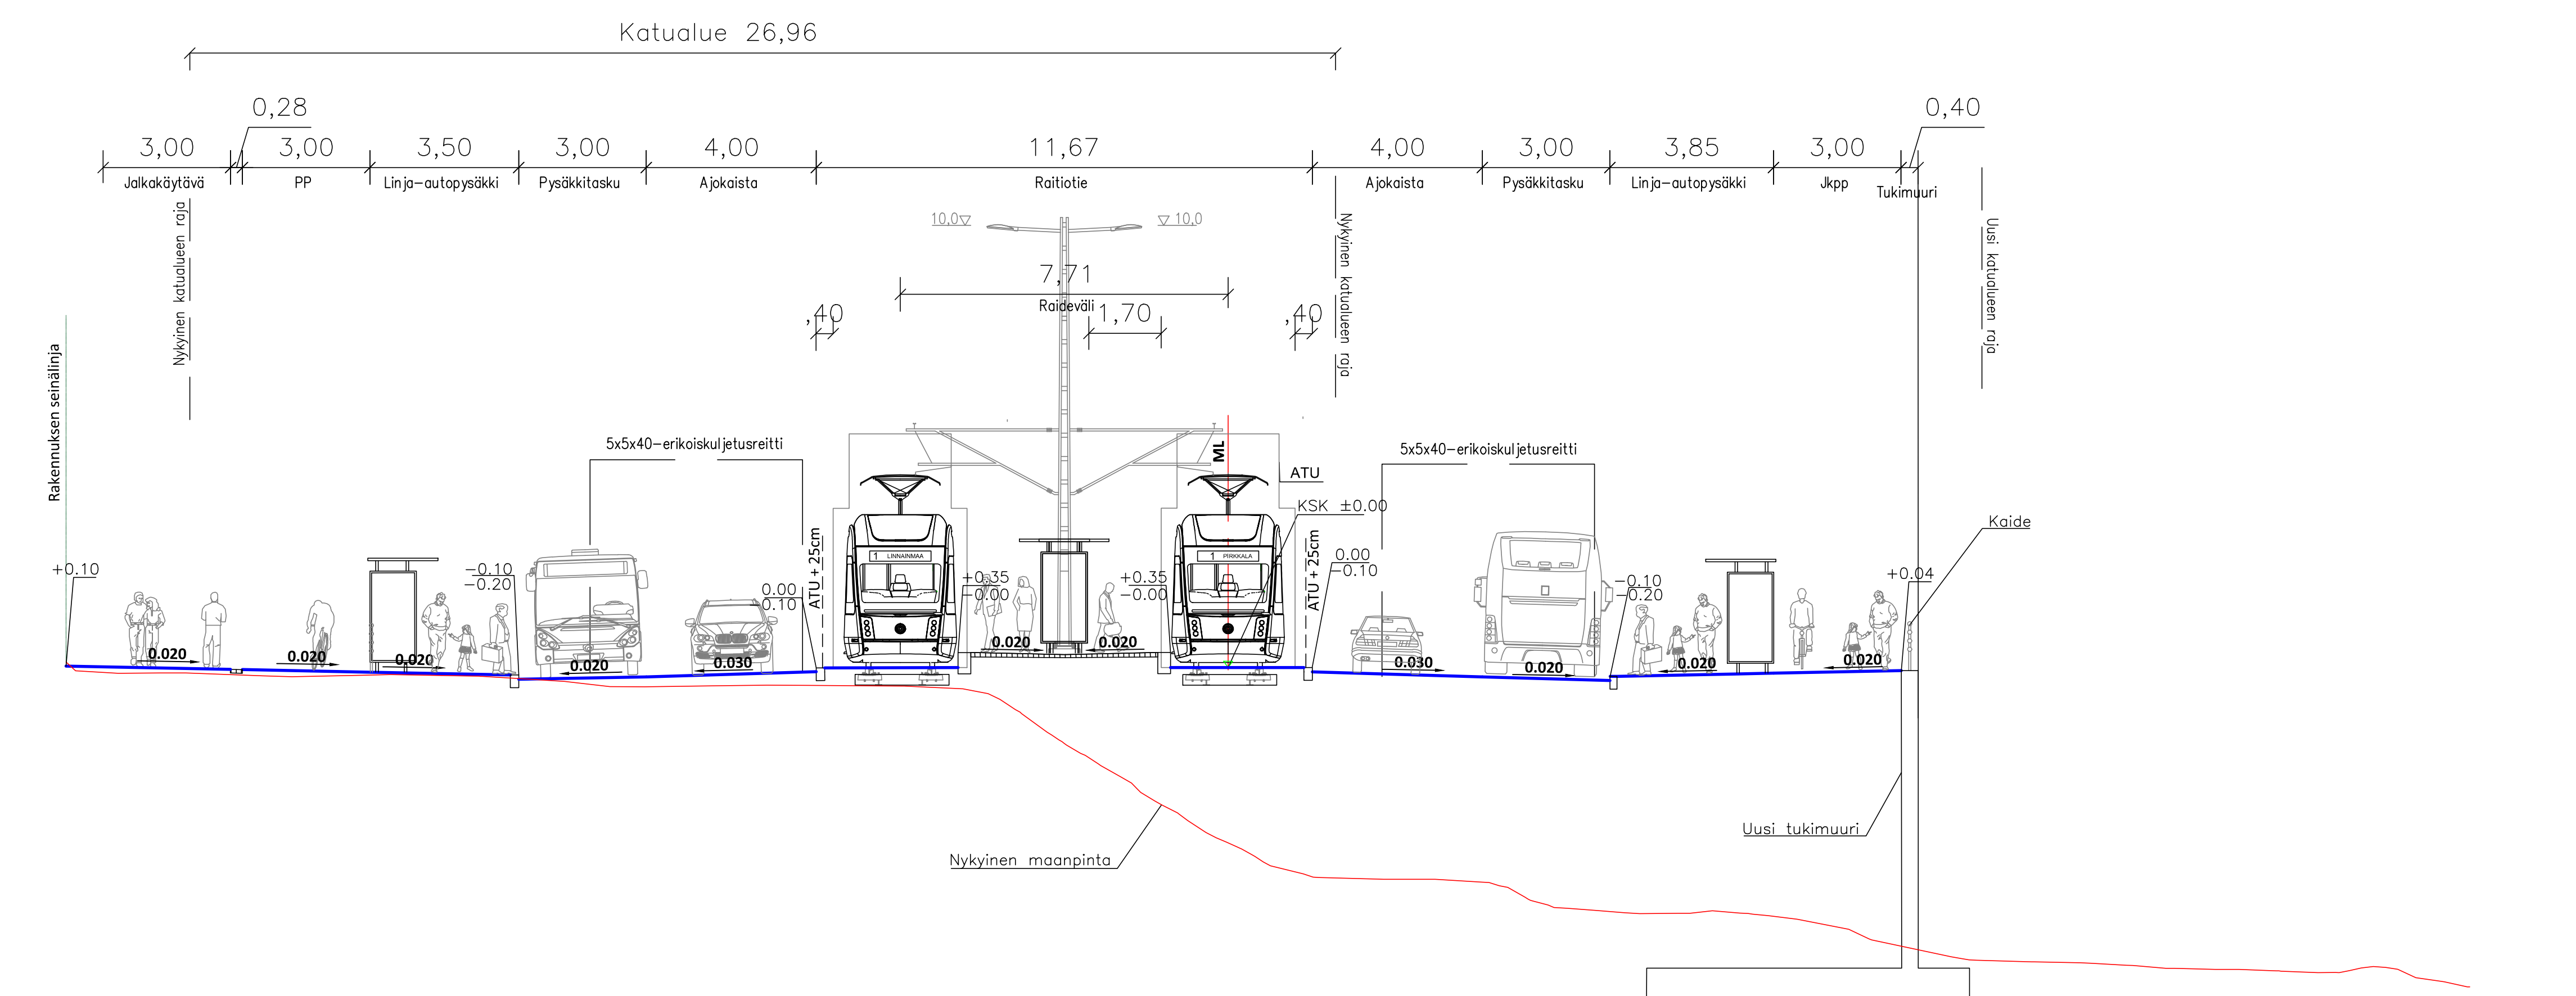 Katualue 26,96
0,28
0,40
3,00
3,00
3,50
3,00
4,00
11,67
4,00
3,00
3,85
3,00
Jalkakäytävä
PP
Linja-autopysäkki
Pysäkkitasku
Ajokaista
Raitiotie
Ajokaista
Pysäkkitasku
Linja-autopysäkki
Jkpp
Tukimuuri
Nykyinen katualueen raja
10,0
10,0
Nykyinen katualueen raja
Uusi katualueen raja
7,71
Raideväli
,40
1,70
,40
Rakennuksen seinälinja
5x5x40-erikoiskuljetusreitti
ML
5x5x40-erikoiskuljetusreitti
ATU
KSK ±0.00
Kaide
ATU + 25cm
ATU + 25cm
1 LINNAINMAA
1 PIRKKALA
+0.10
-0.10
-0.20
0.00
-0.10
+0.35
-0.00
+0.35
-0.00
0.00
-0.10
-0.10
-0.20
+0.04
0.020
0.020
0.020
0.020
0.030
0.020
0.020
0.030
0.020
0.020
0.020
Uusi tukimuuri
Nykyinen maanpinta